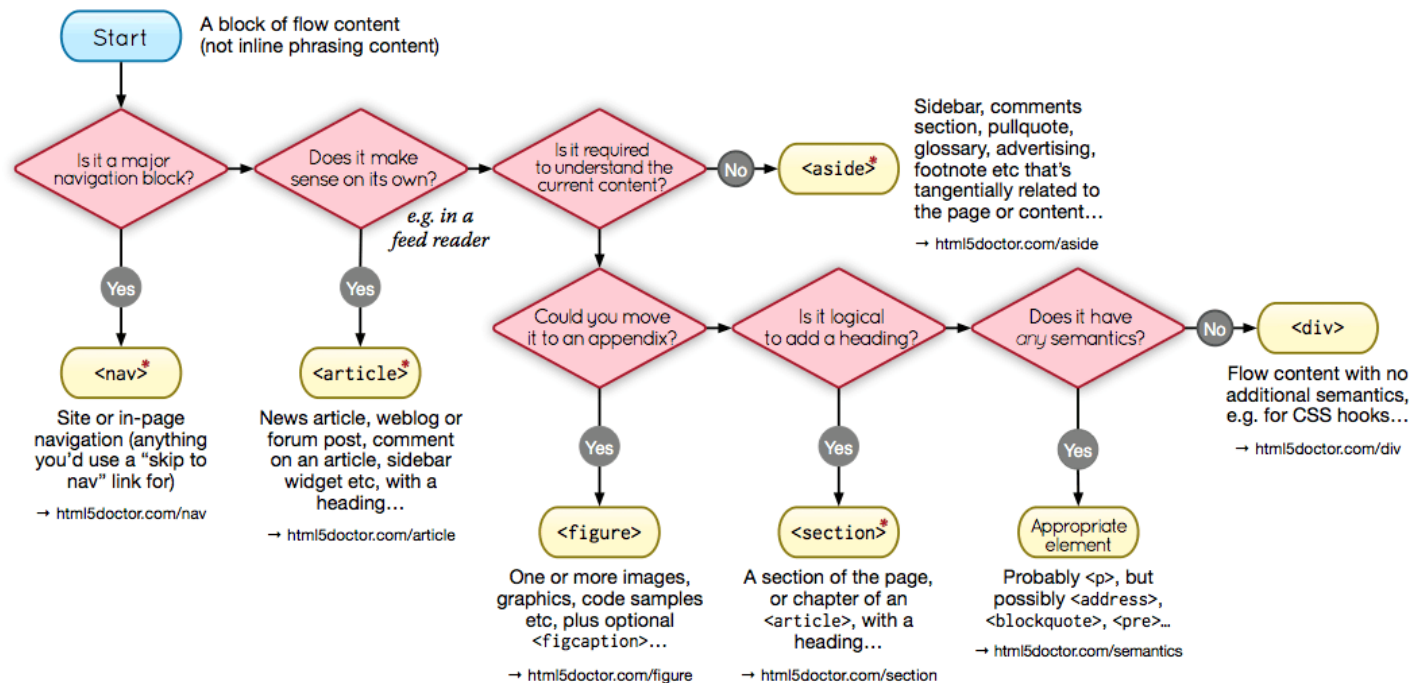 Start
A block of flow content
(not inline phrasing content)
Is it a major
navigation block?
Does it make
sense on its own?
e.g. in a
feed reader
Is it required
to understand the
current content?
No
<aside>*
Sidebar, comments
section, pullquote,
glossary, advertising,
footnote etc that’s
tangentially related to
the page or content…
→ html5doctor.com/aside
Yes
<nav>*
Site or in-page
navigation (anything
you’d use a “skip to
nav” link for)
→ html5doctor.com/nav
Yes
<article>*
News article, weblog or
forum post, comment
on an article, sidebar
widget etc, with a
heading…
→ html5doctor.com/article
Could you move
it to an appendix?
Is it logical
to add a heading?
Does it have
any semantics?
No
<div>
Flow content with no
additional semantics,
e.g. for CSS hooks…
→ html5doctor.com/div
Yes
<figure>
One or more images,
graphics, code samples
etc, plus optional
<figcaption>…
→ html5doctor.com/figure
Yes
<section>*
A section of the page,
or chapter of an
<article>, with a
heading…
→ html5doctor.com/section
Yes
Appropriate
element
Probably <p>, but
possibly <address>,
<blockquote>, <pre>…
→ html5doctor.com/semantics